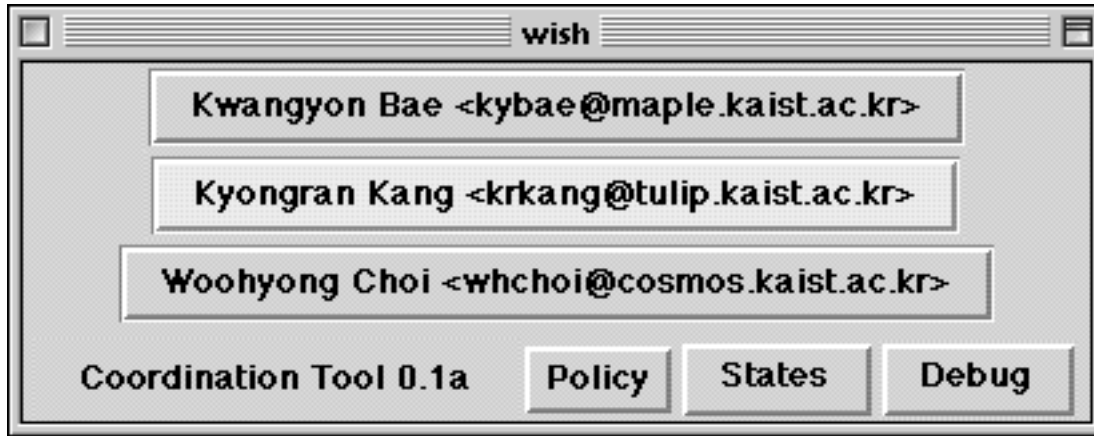 wish
Kwangyon Bae <kybae@maple.kaist.ac.kr>
Kyongran Kang <krkang@tulip.kaist.ac.kr>
Woohyong Choi <whchoi@cosmos.kaist.ac.kr>
Coordination Tool 0.1a Policy States Debug